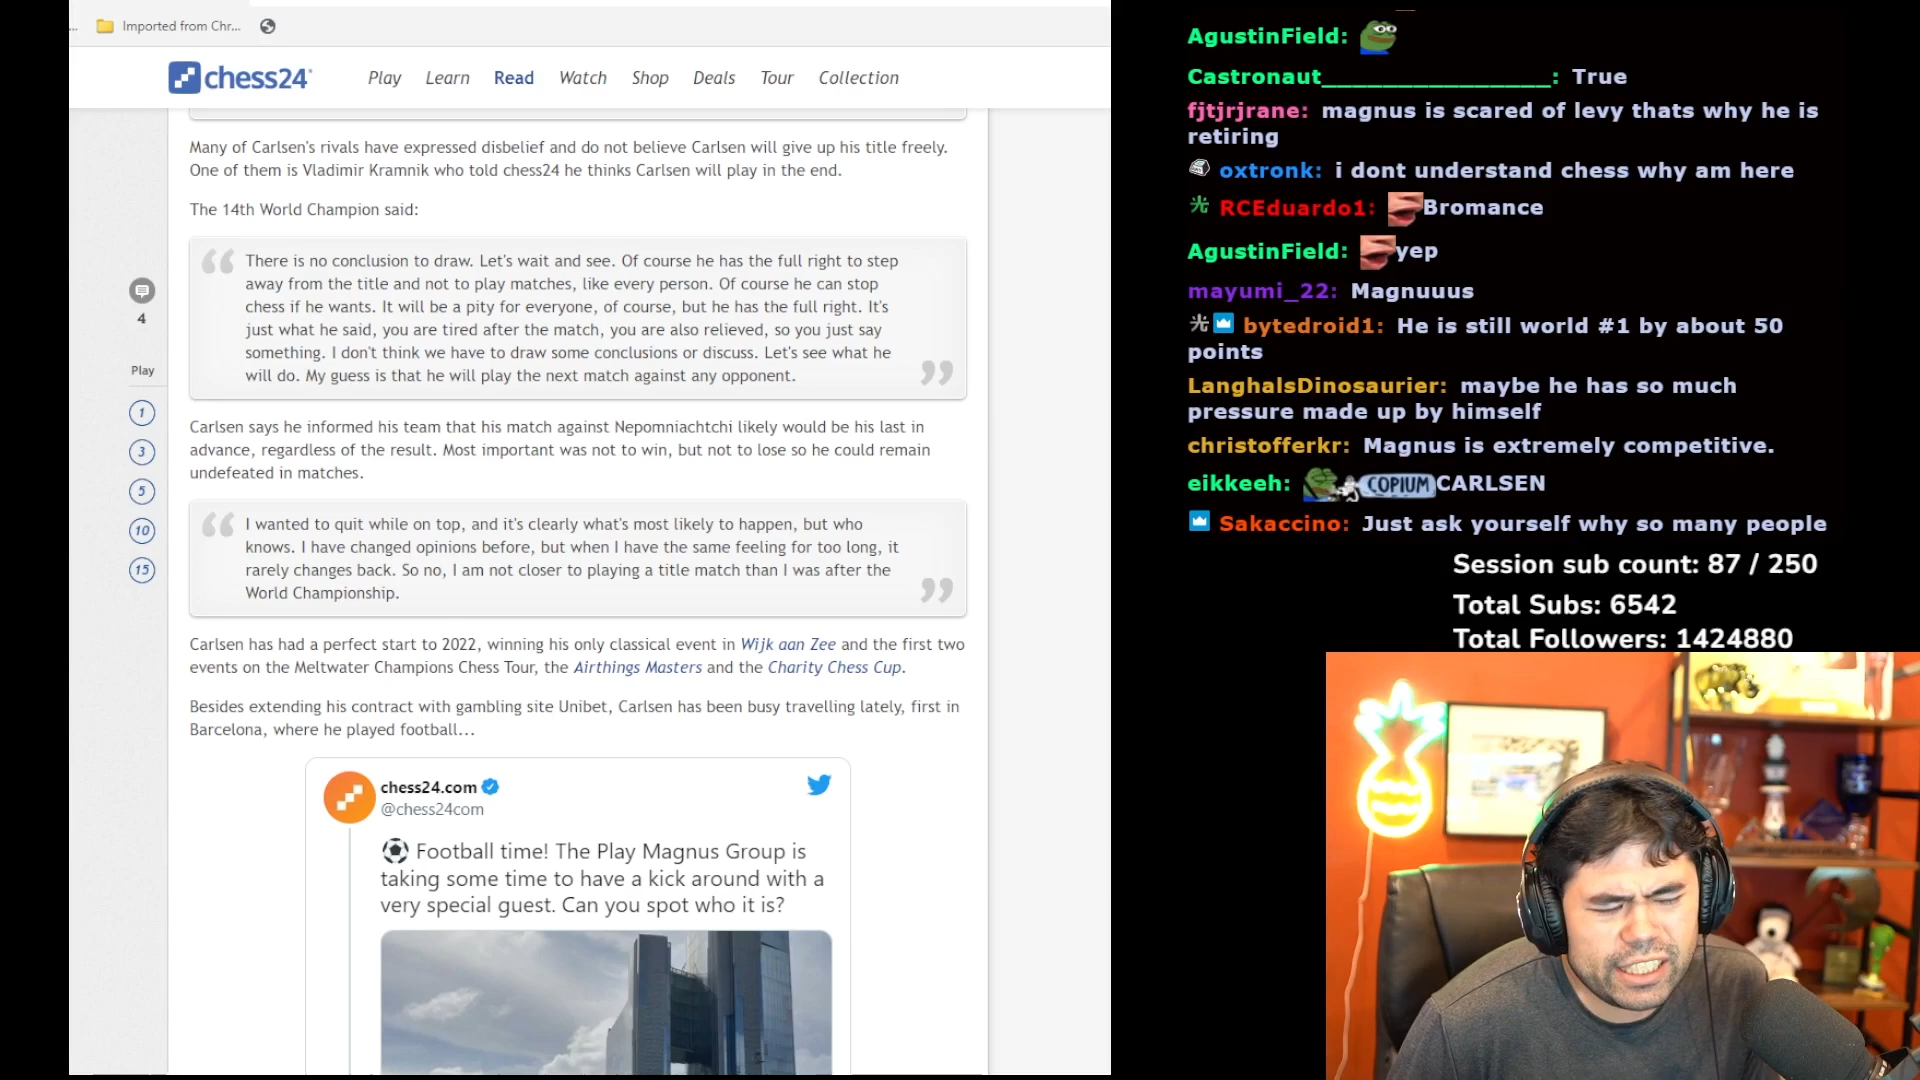 ... Imported from Chr...
chess24
Play Learn Read Watch Shop Deals Tour Collection
Many of Carlsen's rivals have expressed disbelief and do not believe Carlsen will give up his title freely.
One of them is Vladimir Kramnik who told chess24 he thinks Carlsen will play in the end.
The 14th World Champion said:
There is no conclusion to draw. Let's wait and see. Of course he has the full right to step
away from the title and not to play matches, like every person. Of course he can stop
chess if he wants. It will be a pity for everyone, of course, but he has the full right. It's
just what he said, you are tired after the match, you are also relieved, so you just say
something. I don't think we have to draw some conclusions or discuss. Let's see what he
will do. My guess is that he will play the next match against any opponent.
4
Play
1
3
5
10
15
Carlsen says he informed his team that his match against Nepomniachtchi likely would be his last in
advance, regardless of the result. Most important was not to win, but not to lose so he could remain
undefeated in matches.
I wanted to quit while on top, and it's clearly what's most likely to happen, but who
knows. I have changed opinions before, but when I have the same feeling for too long, it
rarely changes back. So no, I am not closer to playing a title match than I was after the
World Championship.
Carlsen has had a perfect start to 2022, winning his only classical event in Wijk aan Zee and the first two
events on the Meltwater Champions Chess Tour, the Airthings Masters and the Charity Chess Cup.
Besides extending his contract with gambling site Unibet, Carlsen has been busy travelling lately, first in
Barcelona, where he played football...
chess24.com
@chess24com
Football time! The Play Magnus Group is
taking some time to have a kick around with a
very special guest. Can you spot who it is?
AgustinField:
Castronaut_______________: True
fjtjrjrane: magnus is scared of levy thats why he is
retiring
oxtronk: i dont understand chess why am here
光 RCEduardo1: Bromance
AgustinField: yep
mayumi_22: Magnuuus
光 bytedroid1: He is still world #1 by about 50
points
LanghalsDinosaurier: maybe he has so much
pressure made up by himself
christofferkr: Magnus is extremely competitive.
eikkeeh: COPIUM CARLSEN
Sakaccino: Just ask yourself why so many people
Session sub count: 87 / 250
Total Subs: 6542
Total Followers: 1424880